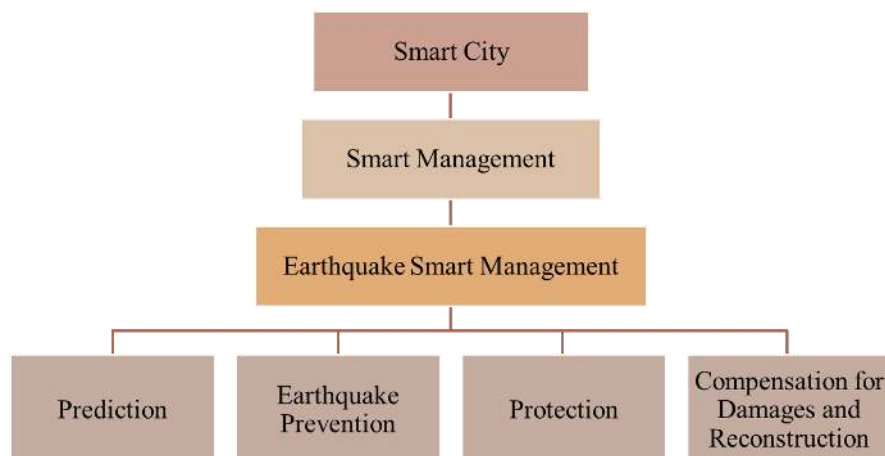 Smart City
Smart Management
Earthquake Smart Management
Prediction
Earthquake
Prevention
Protection
Compensation for
Damages and
Reconstruction